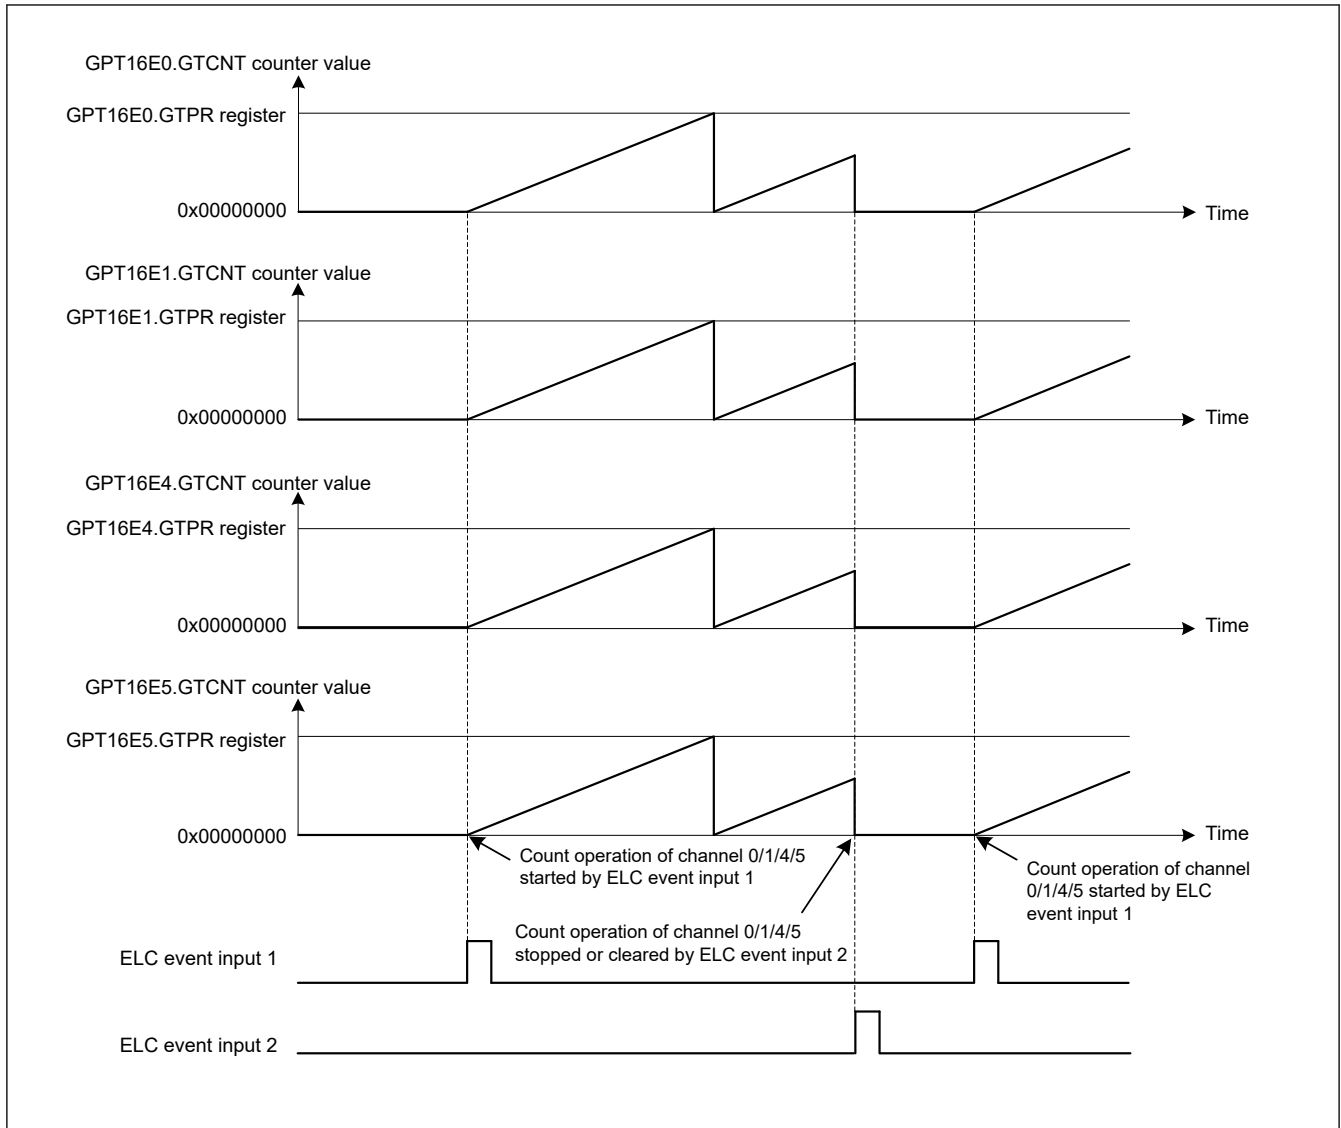 GPT16E0.GTCNT counter value
GPT16E0.GTPR register
0x00000000
Time
GPT16E1.GTCNT counter value
GPT16E1.GTPR register
0x00000000
Time
GPT16E4.GTCNT counter value
GPT16E4.GTPR register
0x00000000
Time
GPT16E5.GTCNT counter value
GPT16E5.GTPR register
0x00000000
Time
Count operation of channel 0/1/4/5
started by ELC event input 1
Count operation of channel
0/1/4/5 started by ELC
event input 1
Count operation of channel 0/1/4/5
stopped or cleared by ELC event input 2
ELC event input 1
ELC event input 2